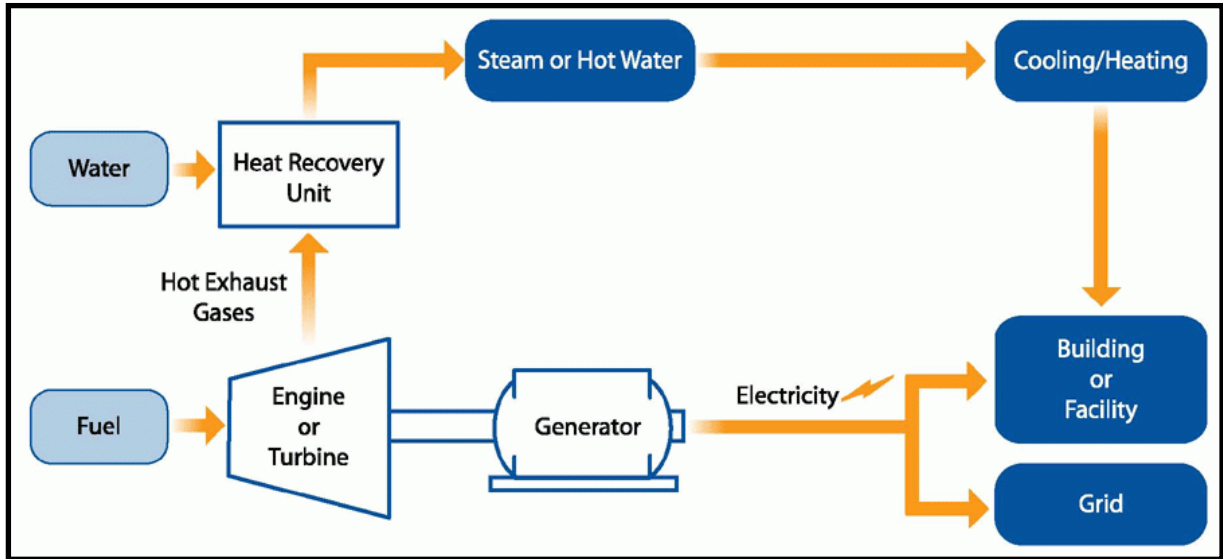 Steam or Hot Water
Cooling/Heating
Water
Heat Recovery
Unit
Hot Exhaust
Gases
Building
or
Facility
Electricity
Engine
or
Turbine
Fuel
Generator
Grid